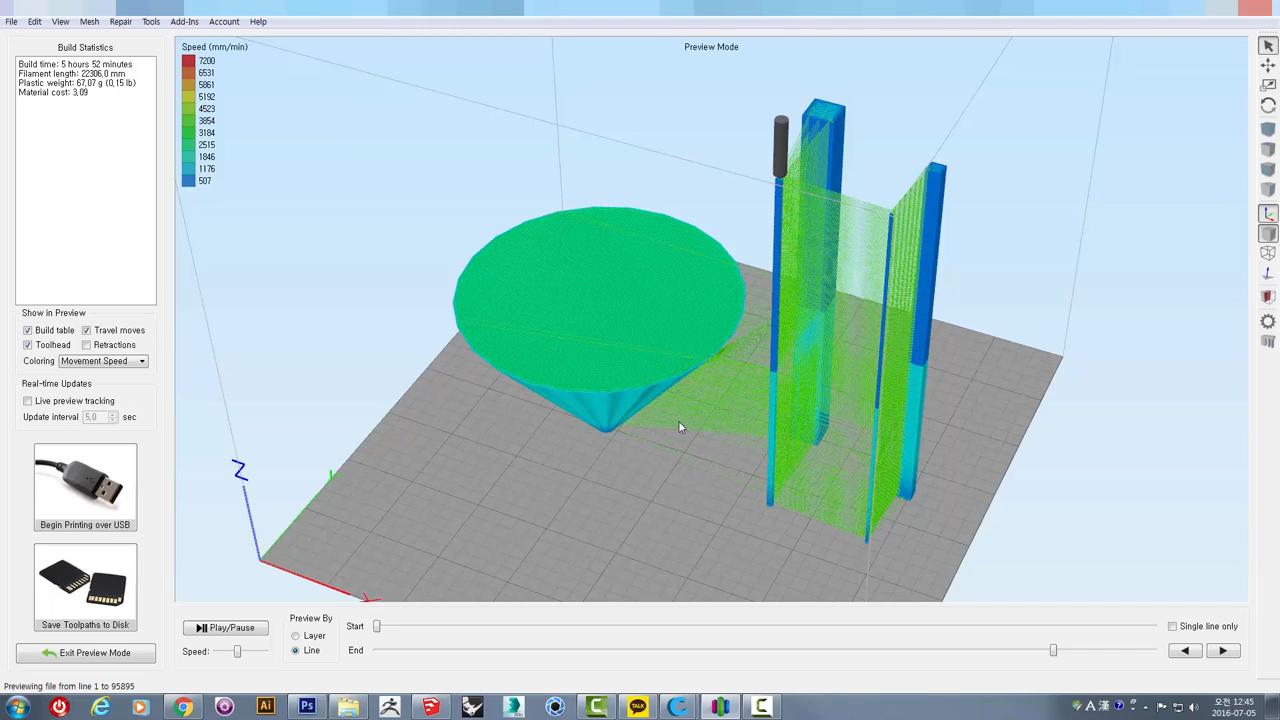 File Edit View Mesh Repair Tools Add-Ins Account Help
Build Statistics
Build time: 5 hours 52 minutes
Filament length: 22306,0 mm
Plastic weight: 67,07 g (0,15 lb)
Material cost: 3,09
Speed (mm/min)
7200
6531
5861
5192
4523
3854
3184
2515
1846
1176
507
Preview Mode
Z
Show in Preview
Build table Travel moves
Toolhead Retractions
Coloring Movement Speed
Real-time Updates
Live preview tracking
Update interval 5,0 sec
Begin Printing over USB
Save Toolpaths to Disk
Exit Preview Mode
Play/Pause
Speed:
Preview By
Layer
Line
Start
End
Single line only
Previewing file from line 1 to 95895
Ai
Ps
TALK
A 漢
오전 12:45
2016-07-05